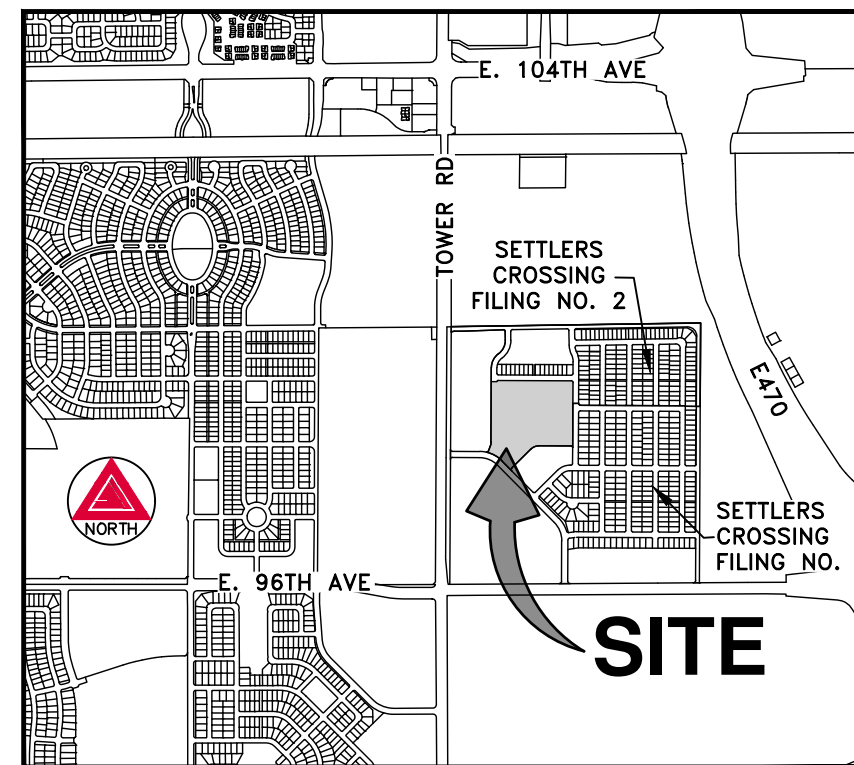 E. 104TH AVE
TOWER RD
SETTLERS
CROSSING
FILING NO. 2
E470
NORTH
SETTLERS
CROSSING
FILING NO.
E. 96TH AVE
SITE